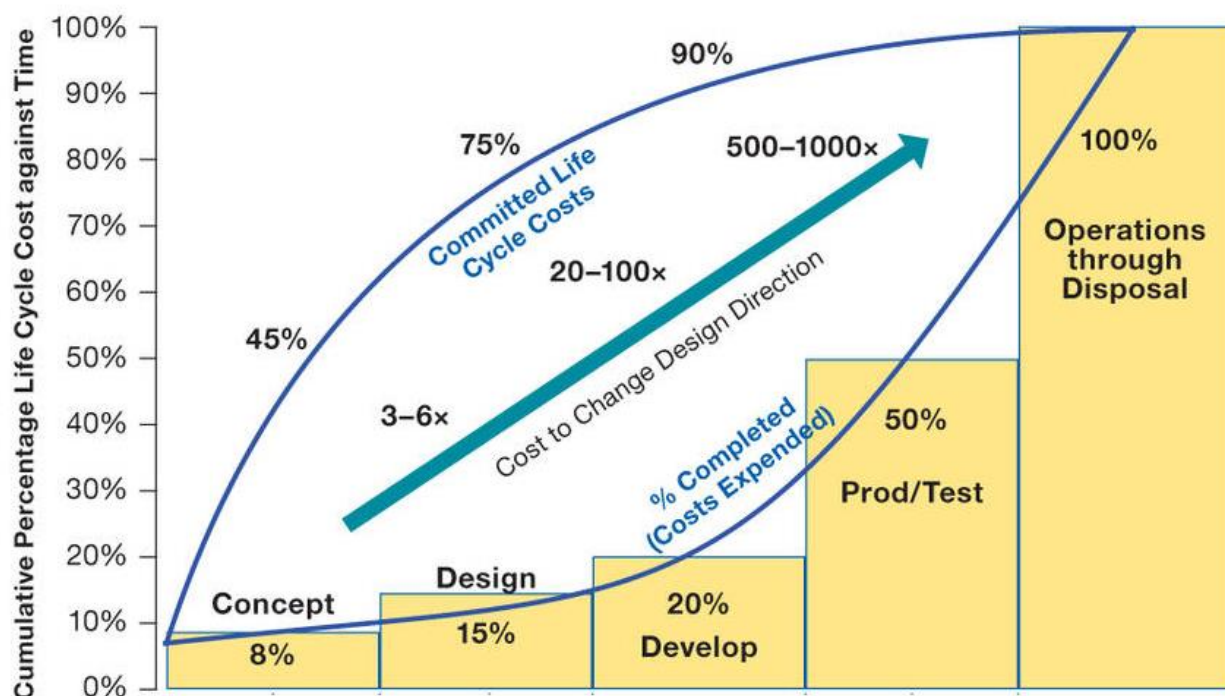 Cumulative Percentage Life Cycle Cost against Time
100%
90%
80%
70%
60%
50%
40%
30%
20%
10%
0%
45%
75%
90%
Committed Life
Cycle Costs
3–6×
20–100×
500–1000×
Cost to Change Design Direction
% Completed
(Costs Expended)
Concept
8%
Design
15%
20%
Develop
50%
Prod/Test
100%
Operations
through
Disposal